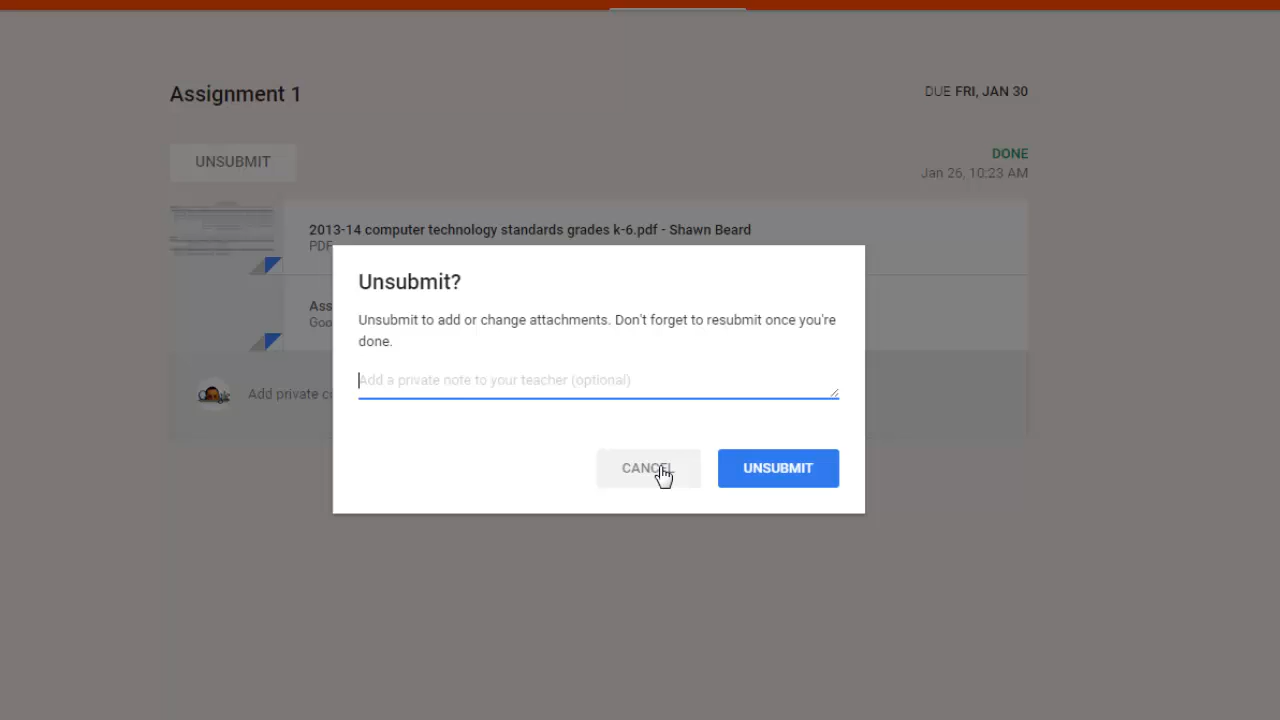 Assignment 1
DUE FRI, JAN 30
UNSUBMIT
DONE
Jan 26, 10:23 AM
2013-14 computer technology standards grades k-6.pdf - Shawn Beard
PDF
Ass
Goo
Add private c
Unsubmit?
Unsubmit to add or change attachments. Don't forget to resubmit once you're
done.
Add a private note to your teacher (optional)
CANCEL
UNSUBMIT